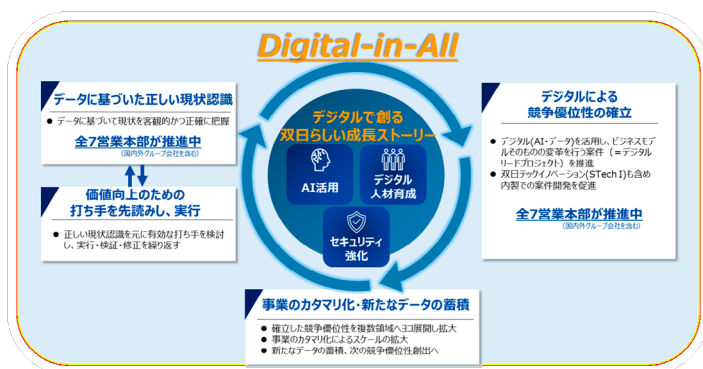 Digital-in-All
データに基づいた正しい現状認識
● データに基づいて現状を客観的かつ正確に把握
全7営業本部が推進中
(国内外グループ会社を含む)
価値向上のための
打ち手を先読みし、実行
● 正しい現状認識を元に有効な打ち手を検討
し、実行・検証・修正を繰り返す
デジタルで創る
双日らしい成長ストーリー
AI活用
デジタル
人材育成
セキュリティ
強化
デジタルによる
競争優位性の確立
● デジタル(AI・データ)を活用し、ビジネスモデ
ルそのものの変革を行う案件(=デジタル
リードプロジェクト)を推進
● 双日テックイノベーション(STech I)も含め
内製での案件開発を促進
全7営業本部が推進中
(国内外グループ会社を含む)
事業のカタマリ化・新たなデータの蓄積
● 確立した競争優位性を複数領域へヨコ展開し拡大
● 事業のカタマリ化によるスケールの拡大
● 新たなデータの蓄積、次の競争優位性創出へ